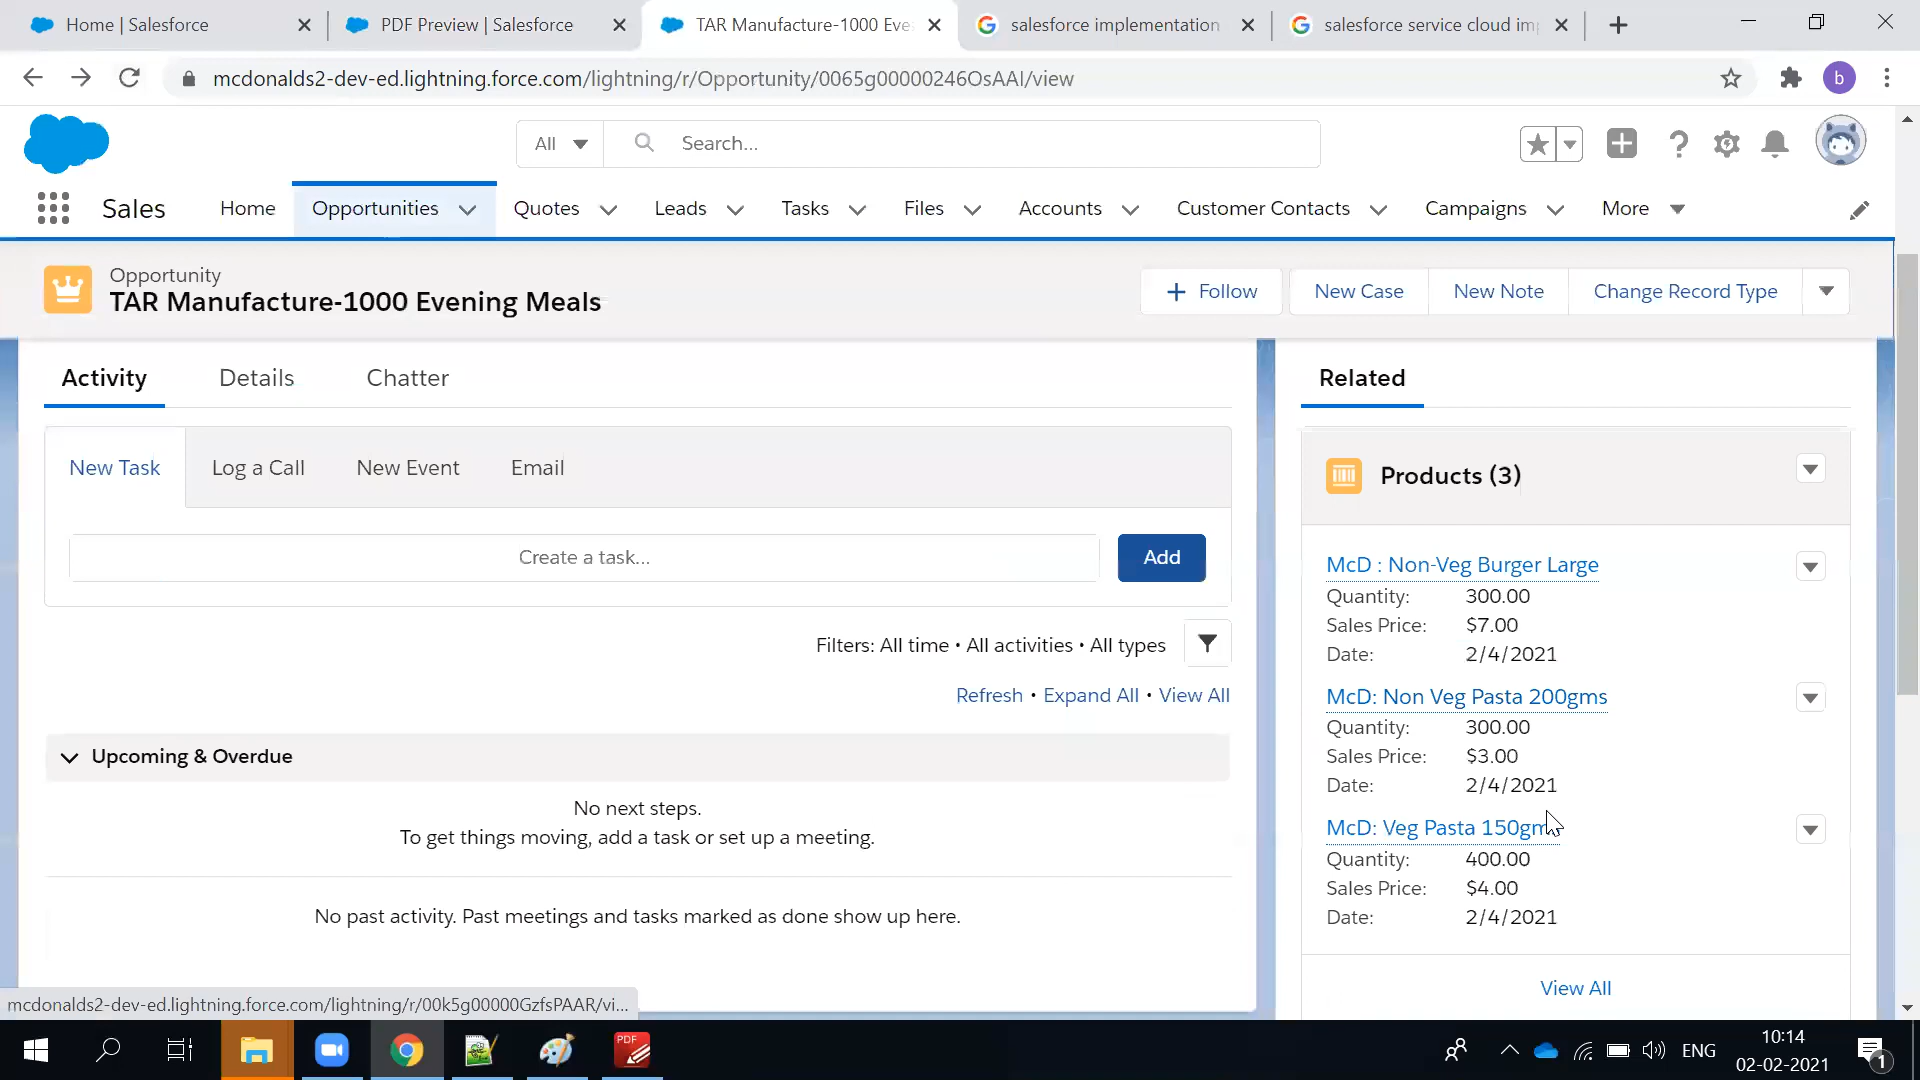 Home | Salesforce
PDF Preview | Salesforce
TAR Manufacture-1000 Eve
salesforce implementation
salesforce service cloud im
mcdonalds2-dev-ed.lightning.force.com/lightning/r/Opportunity/0065g00000246OsAAI/view
b
All
Search...
Sales
Home
Opportunities
Quotes
Leads
Tasks
Files
Accounts
Customer Contacts
Campaigns
More
Opportunity
TAR Manufacture-1000 Evening Meals
+ Follow
New Case
New Note
Change Record Type
Activity
Details
Chatter
New Task
Log a Call
New Event
Email
Create a task...
Add
Filters: All time • All activities • All types
Refresh • Expand All • View All
Upcoming & Overdue
No next steps.
To get things moving, add a task or set up a meeting.
No past activity. Past meetings and tasks marked as done show up here.
Related
Products (3)
McD : Non-Veg Burger Large
Quantity: 300.00
Sales Price: $7.00
Date: 2/4/2021
McD: Non Veg Pasta 200gms
Quantity: 300.00
Sales Price: $3.00
Date: 2/4/2021
McD: Veg Pasta 150gm
Quantity: 400.00
Sales Price: $4.00
Date: 2/4/2021
View All
mcdonalds2-dev-ed.lightning.force.com/lightning/r/00k5g00000GzfsPAAR/vi...
PDF
ENG
10:14
02-02-2021
1